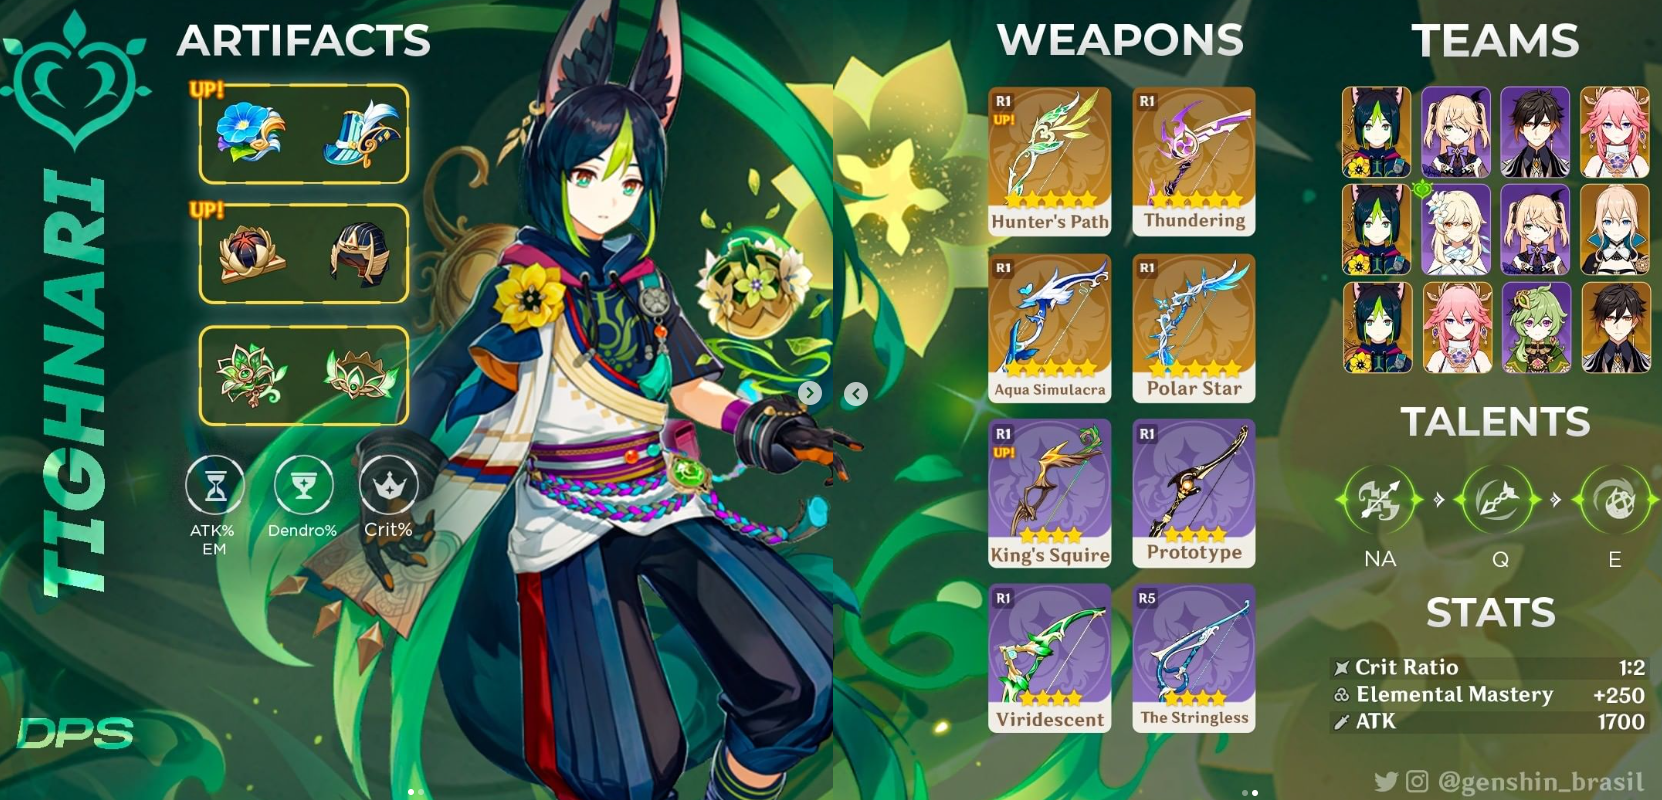 TIGHNARI
DPS
ARTIFACTS
UP!
UP!
ATK%
EM
Dendro%
Crit%
WEAPONS
R1
UP!
Hunter's Path
R1
Thundering
R1
Aqua Simulacra
R1
Polar Star
R1
UP!
King's Squire
R1
Prototype
R1
Viridescent
R5
The Stringless
TEAMS
TALENTS
NA
Q
E
STATS
Crit Ratio 1:2
Elemental Mastery +250
ATK 1700
@genshin_brasil